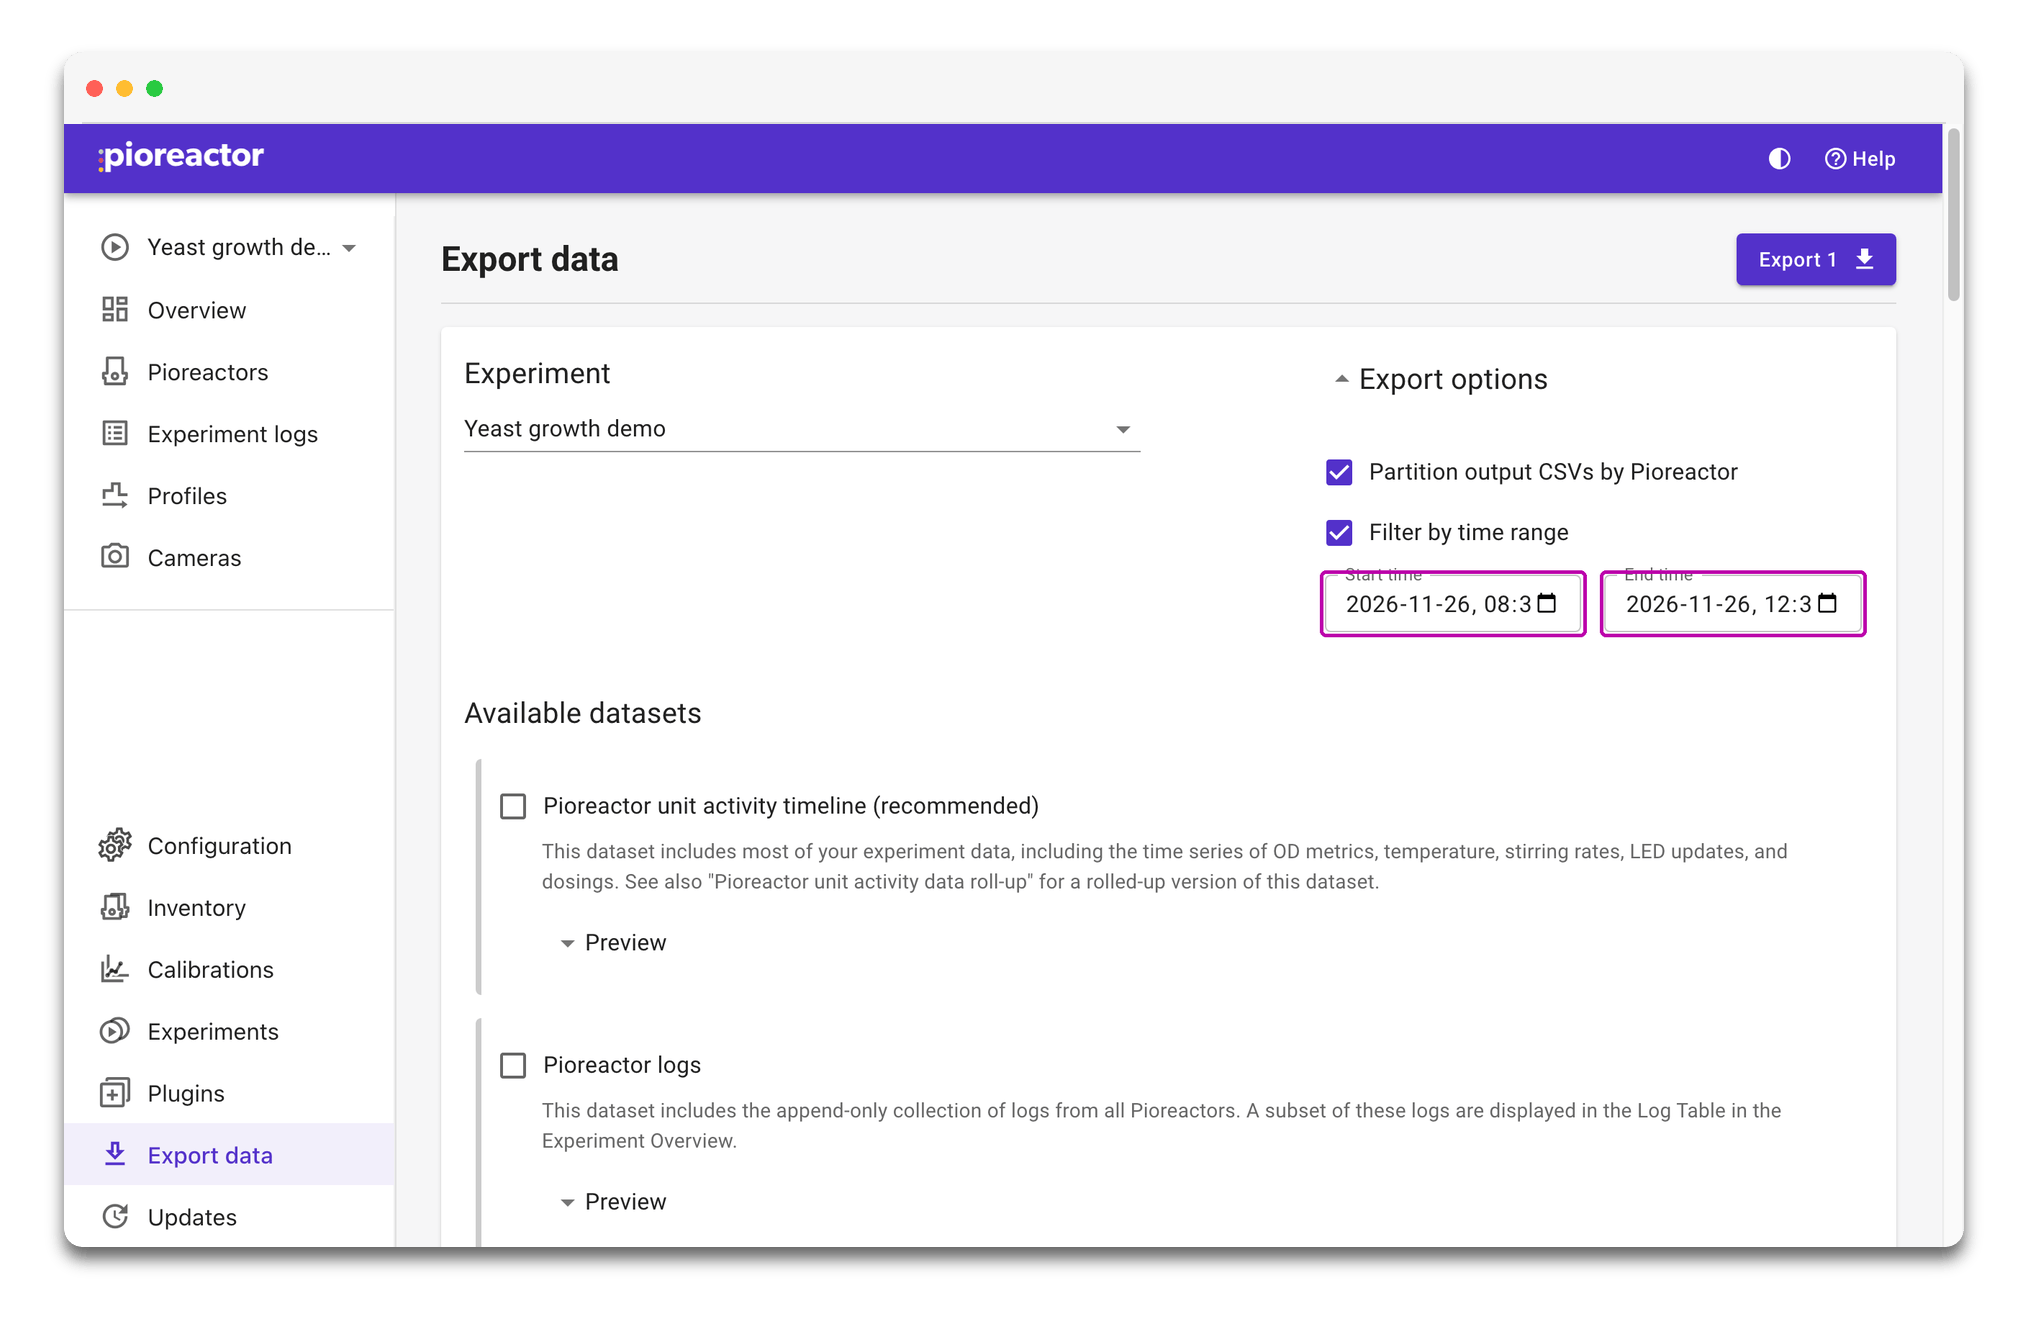 pioreactor
Help
Yeast growth de...
Overview
Pioreactors
Experiment logs
Profiles
Cameras
Configuration
Inventory
Calibrations
Experiments
Plugins
Export data
Updates
Export data
Export 1
Experiment
Yeast growth demo
Export options
Partition output CSVs by Pioreactor
Filter by time range
Start time
2026-11-26, 08:3
End time
2026-11-26, 12:3
Available datasets
Pioreactor unit activity timeline (recommended)
This dataset includes most of your experiment data, including the time series of OD metrics, temperature, stirring rates, LED updates, and
dosings. See also "Pioreactor unit activity data roll-up" for a rolled-up version of this dataset.
Preview
Pioreactor logs
This dataset includes the append-only collection of logs from all Pioreactors. A subset of these logs are displayed in the Log Table in the
Experiment Overview.
Preview